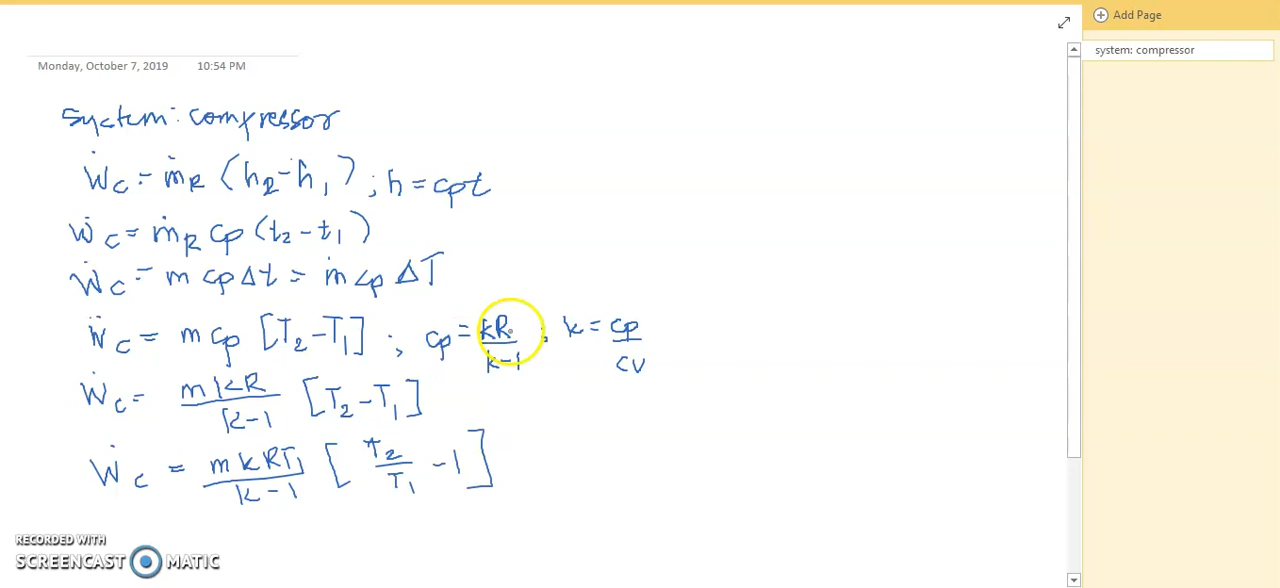 Add Page
system: compressor
Monday, October 7, 2019 10:54 PM
system: compressor
Ẇc = ṁR (h2 - h1) ; h = cpt
Ẇc = ṁR cp (t2 - t1)
Ẇc = m cp Δt = ṁ cp ΔT
Ẇc = m cp [T2 - T1] ; cp = kR/k-1 ; k = cp/cv
Ẇc = m k R/k-1 [T2 - T1]
Ẇc = m k R T1/k-1 [T2/T1 - 1]
RECORDED WITH
SCREENCAST MATIC